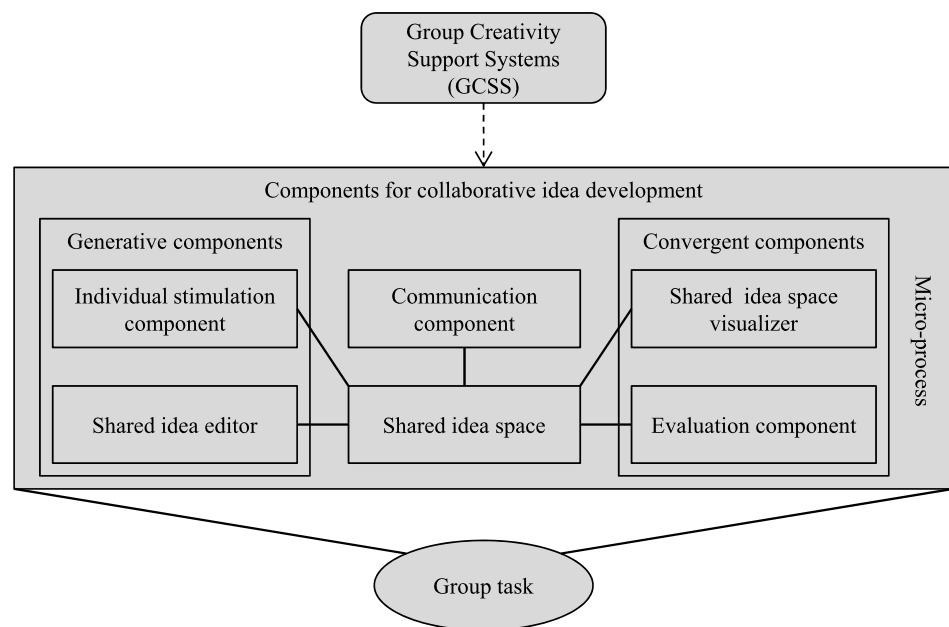 Group Creativity
Support Systems
(GCSS)
Components for collaborative idea development
Generative components
Individual stimulation
component
Shared idea editor
Communication
component
Shared idea space
Convergent components
Shared idea space
visualizer
Evaluation component
Micro-process
Group task